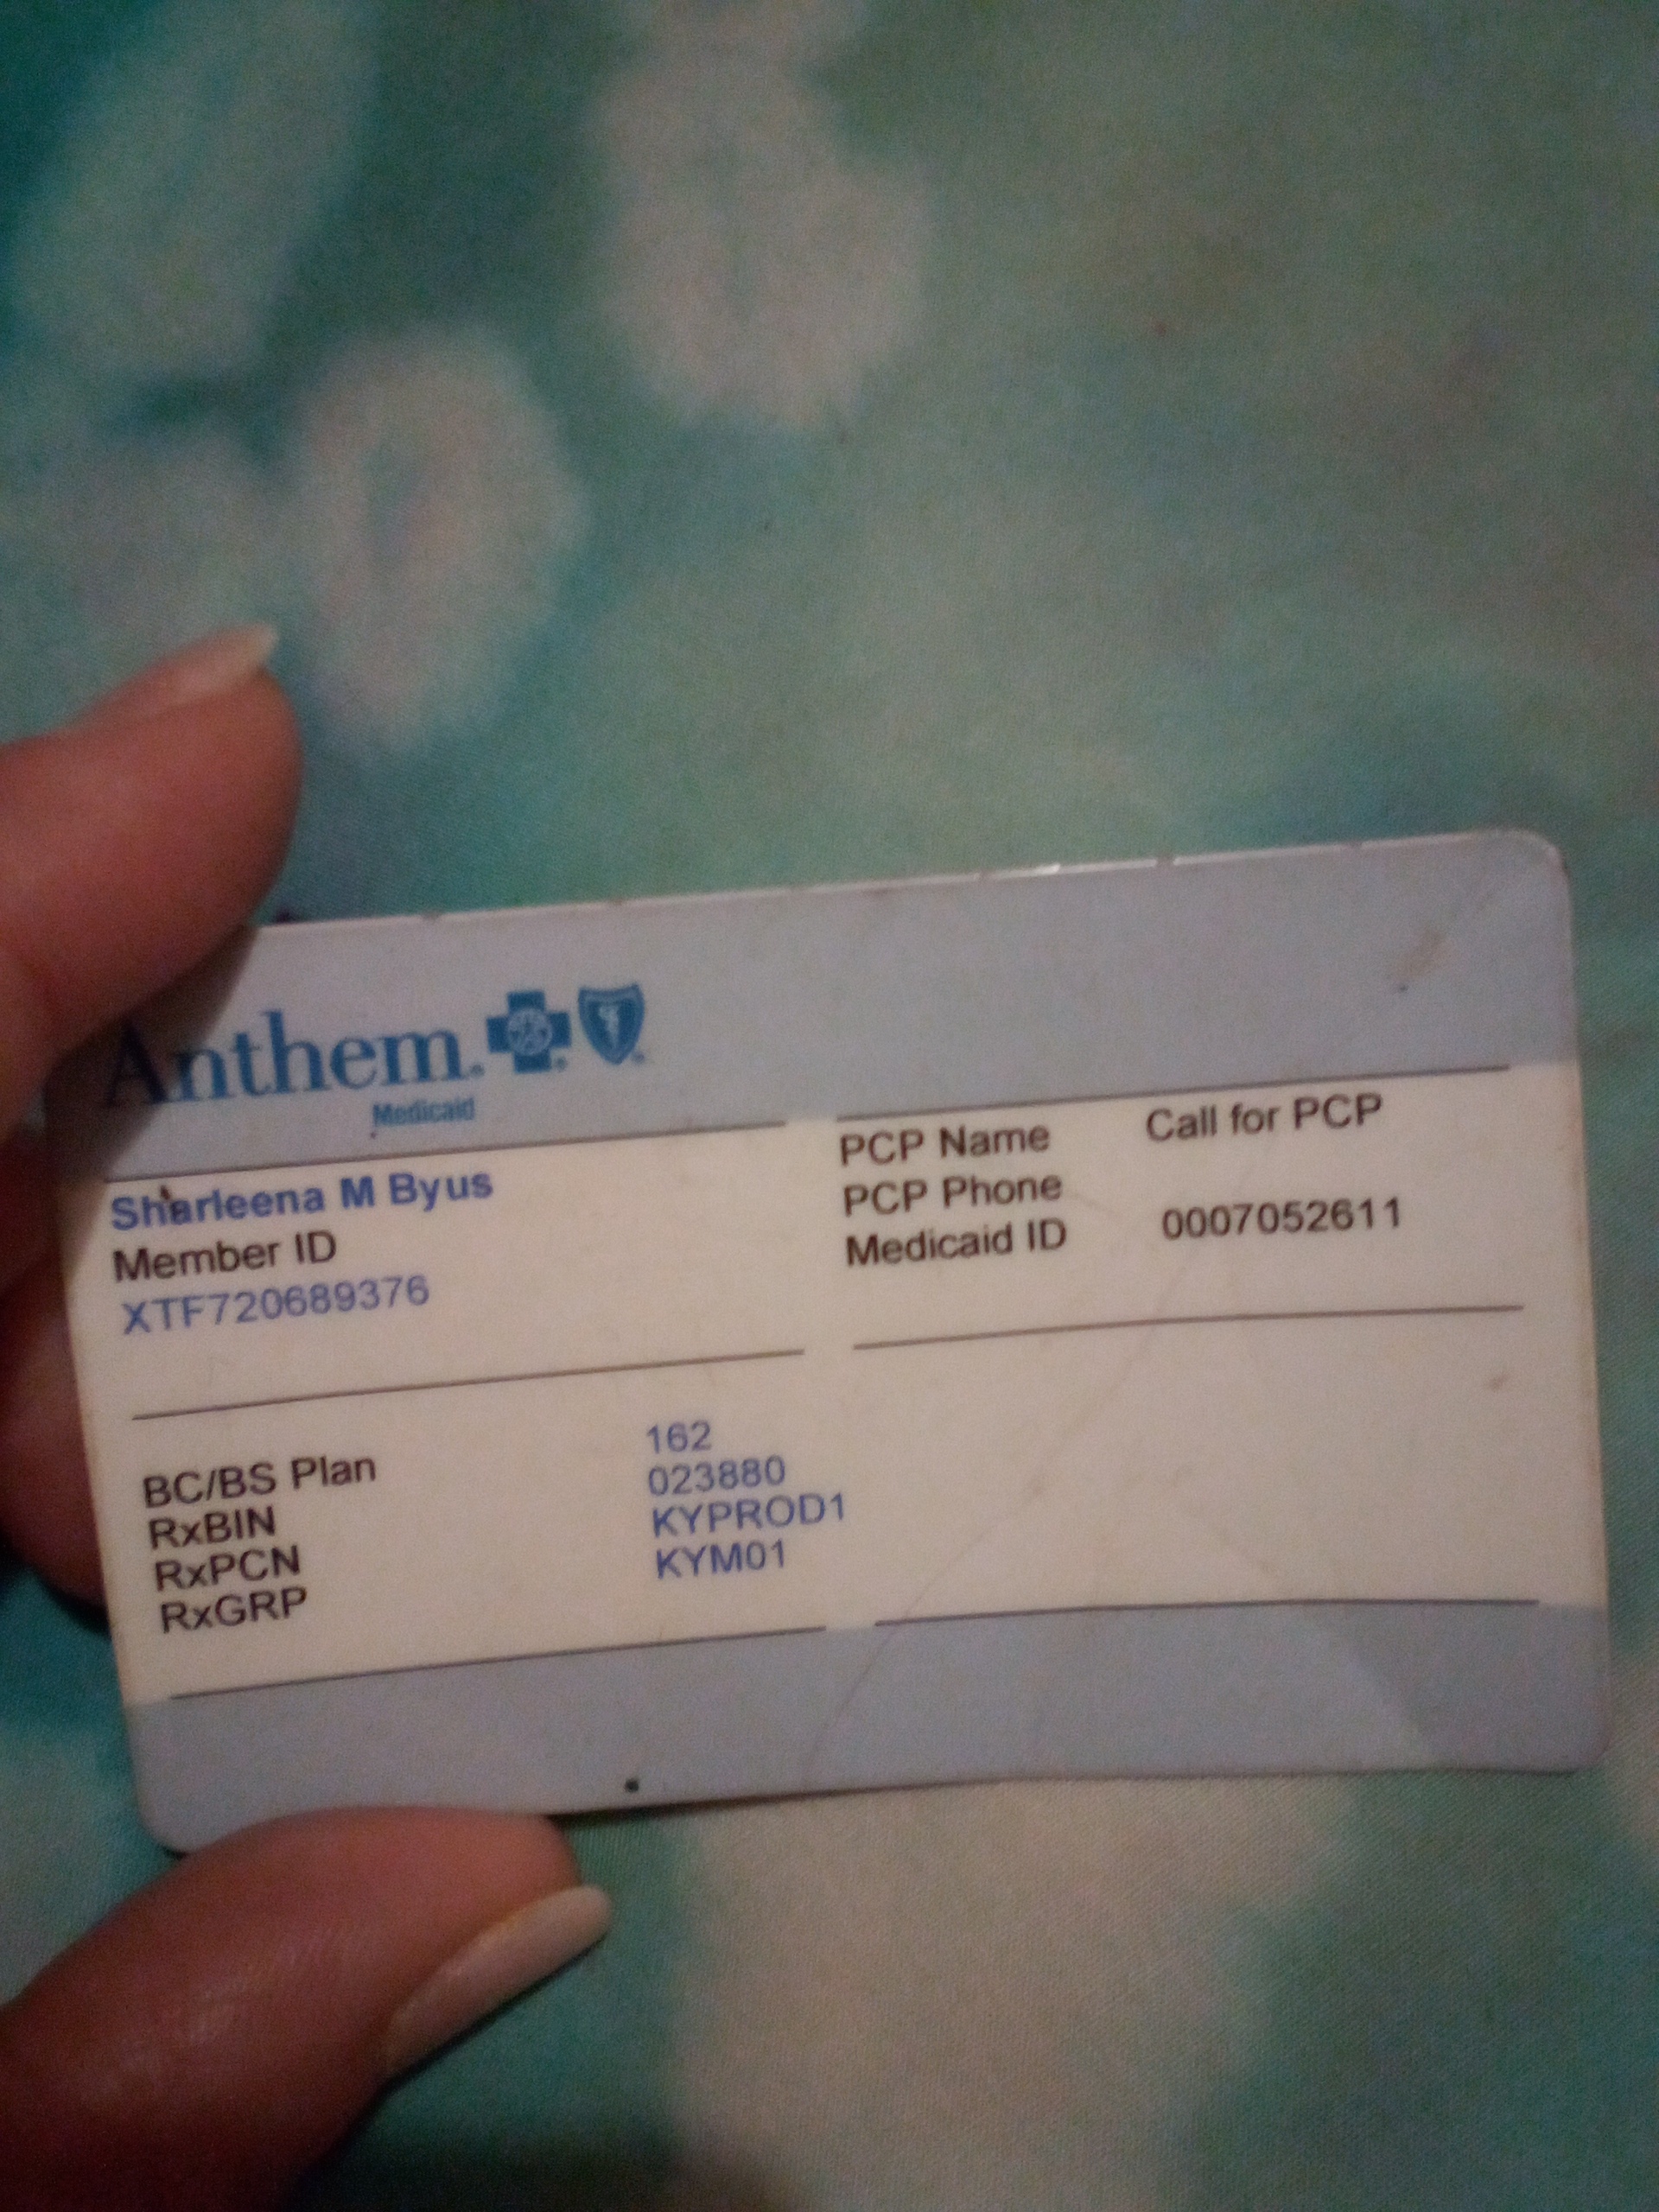 Anthem.
Medicaid
Sharleena M Byus
Member ID
XTF720689376
PCP Name Call for PCP
PCP Phone
Medicaid ID 0007052611
BC/BS Plan 162
RxBIN 023880
RxPCN KYPROD1
RxGRP KYM01